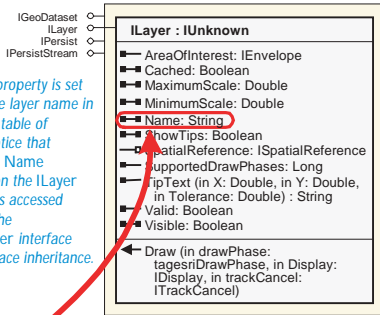 IGeoDataset
ILayer
IPersist
IPersistStream
property is set
e layer name in
table of
tice that
Name
n the ILayer
s accessed
he
er interface
ace inheritance.
ILayer : IUnknown
AreaOfInterest: IEnvelope
Cached: Boolean
MaximumScale: Double
MinimumScale: Double
Name: String
ShowTips: Boolean
SpatialReference: ISpatialReference
SupportedDrawPhases: Long
TipText (in X: Double, in Y: Double,
in Tolerance: Double) : String
Valid: Boolean
Visible: Boolean
Draw (in drawPhase:
tagesriDrawPhase, in Display:
IDisplay, in trackCancel:
ITrackCancel)